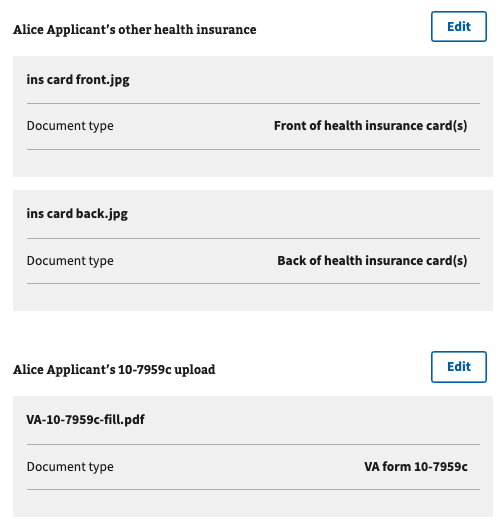 Alice Applicant’s other health insurance
Edit
ins card front.jpg
Document type
Front of health insurance card(s)
ins card back.jpg
Document type
Back of health insurance card(s)
Alice Applicant’s 10-7959c upload
Edit
VA-10-7959c-fill.pdf
Document type
VA form 10-7959c